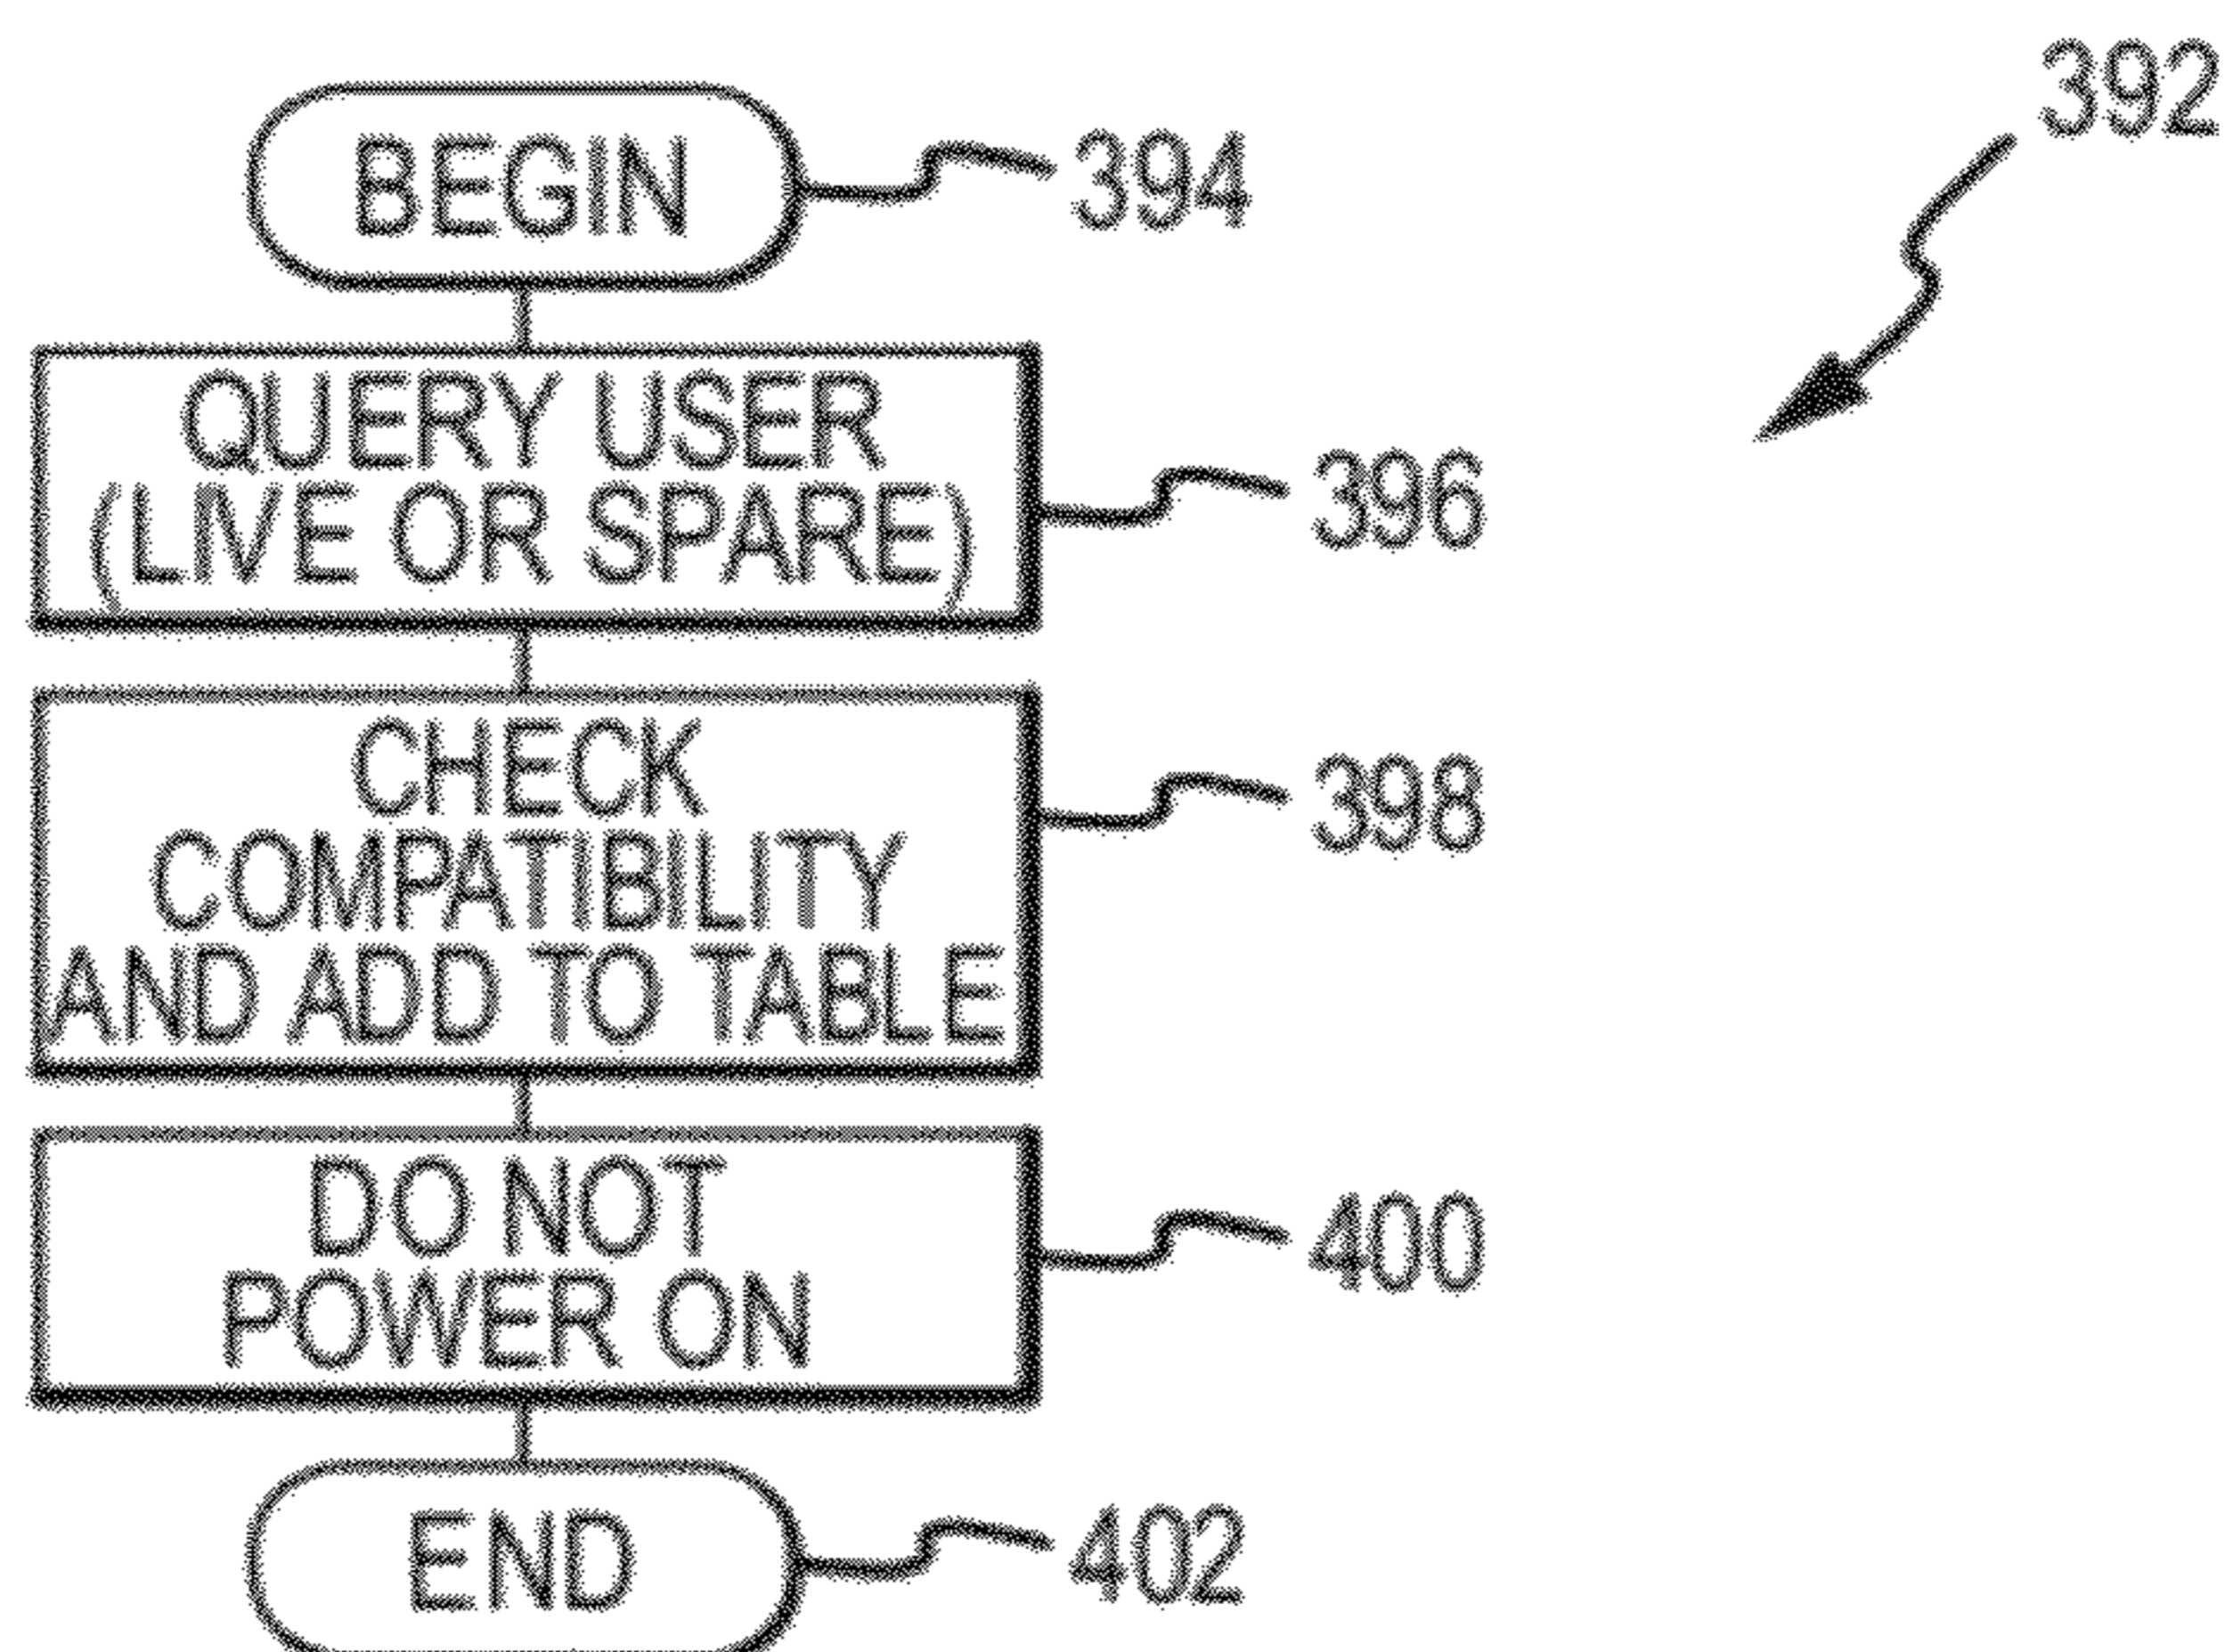 392
BEGIN
394
QUERY USER
(LIVE OR SPARE)
396
CHECK
COMPATIBILITY
AND ADD TO TABLE
398
DO NOT
POWER ON
400
END
402